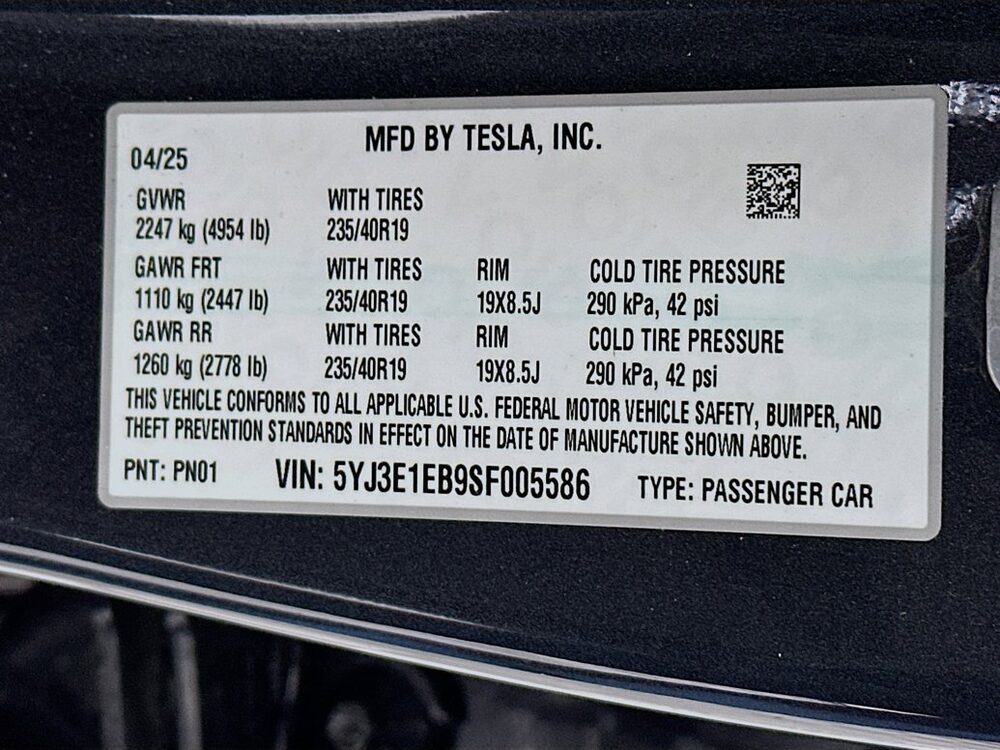 MFD BY TESLA, INC.
04/25
GVWR WITH TIRES
2247 kg (4954 lb) 235/40R19
GAWR FRT WITH TIRES RIM COLD TIRE PRESSURE
1110 kg (2447 lb) 235/40R19 19X8.5J 290 kPa, 42 psi
GAWR RR WITH TIRES RIM COLD TIRE PRESSURE
1260 kg (2778 lb) 235/40R19 19X8.5J 290 kPa, 42 psi
THIS VEHICLE CONFORMS TO ALL APPLICABLE U.S. FEDERAL MOTOR VEHICLE SAFETY, BUMPER, AND
THEFT PREVENTION STANDARDS IN EFFECT ON THE DATE OF MANUFACTURE SHOWN ABOVE.
PNT: PN01 VIN: 5YJ3E1EB9SF005586 TYPE: PASSENGER CAR